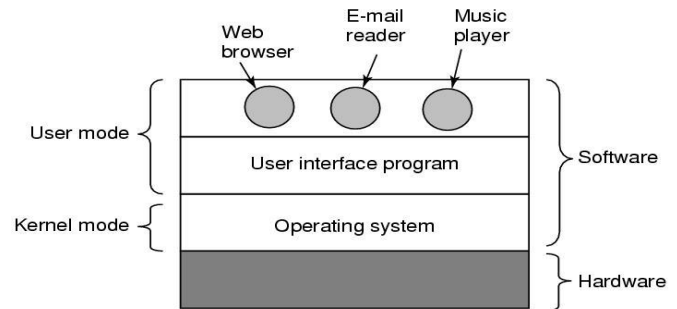 Web
browser
E-mail
reader
Music
player
User mode
User interface program
Software
Kernel mode
Operating system
Hardware